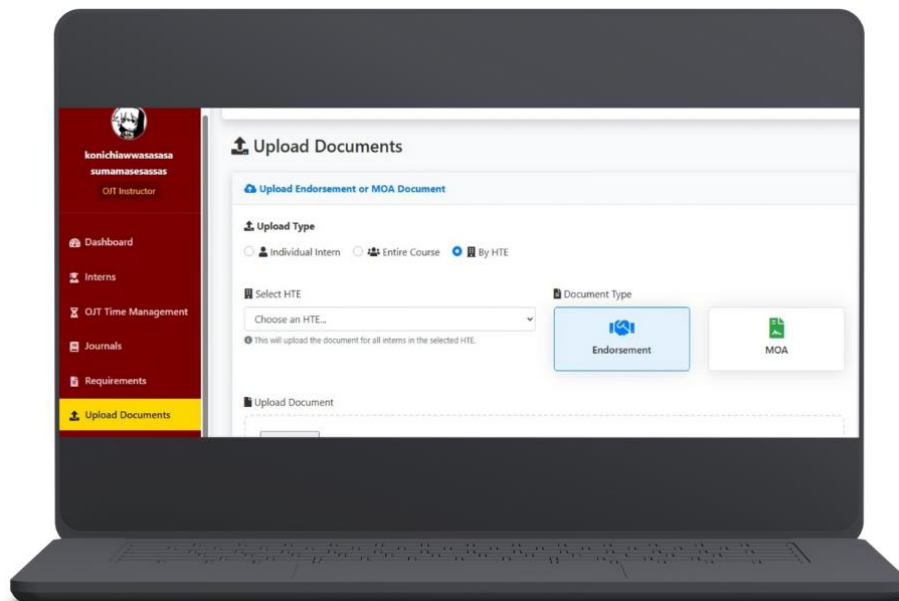 konichiawwasasasa
sumamasesassas
OJT Instructor
Dashboard
Interns
OJT Time Management
Journals
Requirements
Upload Documents
Upload Documents
Upload Endorsement or MOA Document
Upload Type
Individual Intern Entire Course By HTE
Select HTE
Choose an HTE...
This will upload the document for all interns in the selected HTE.
Document Type
Endorsement
MOA
Upload Document